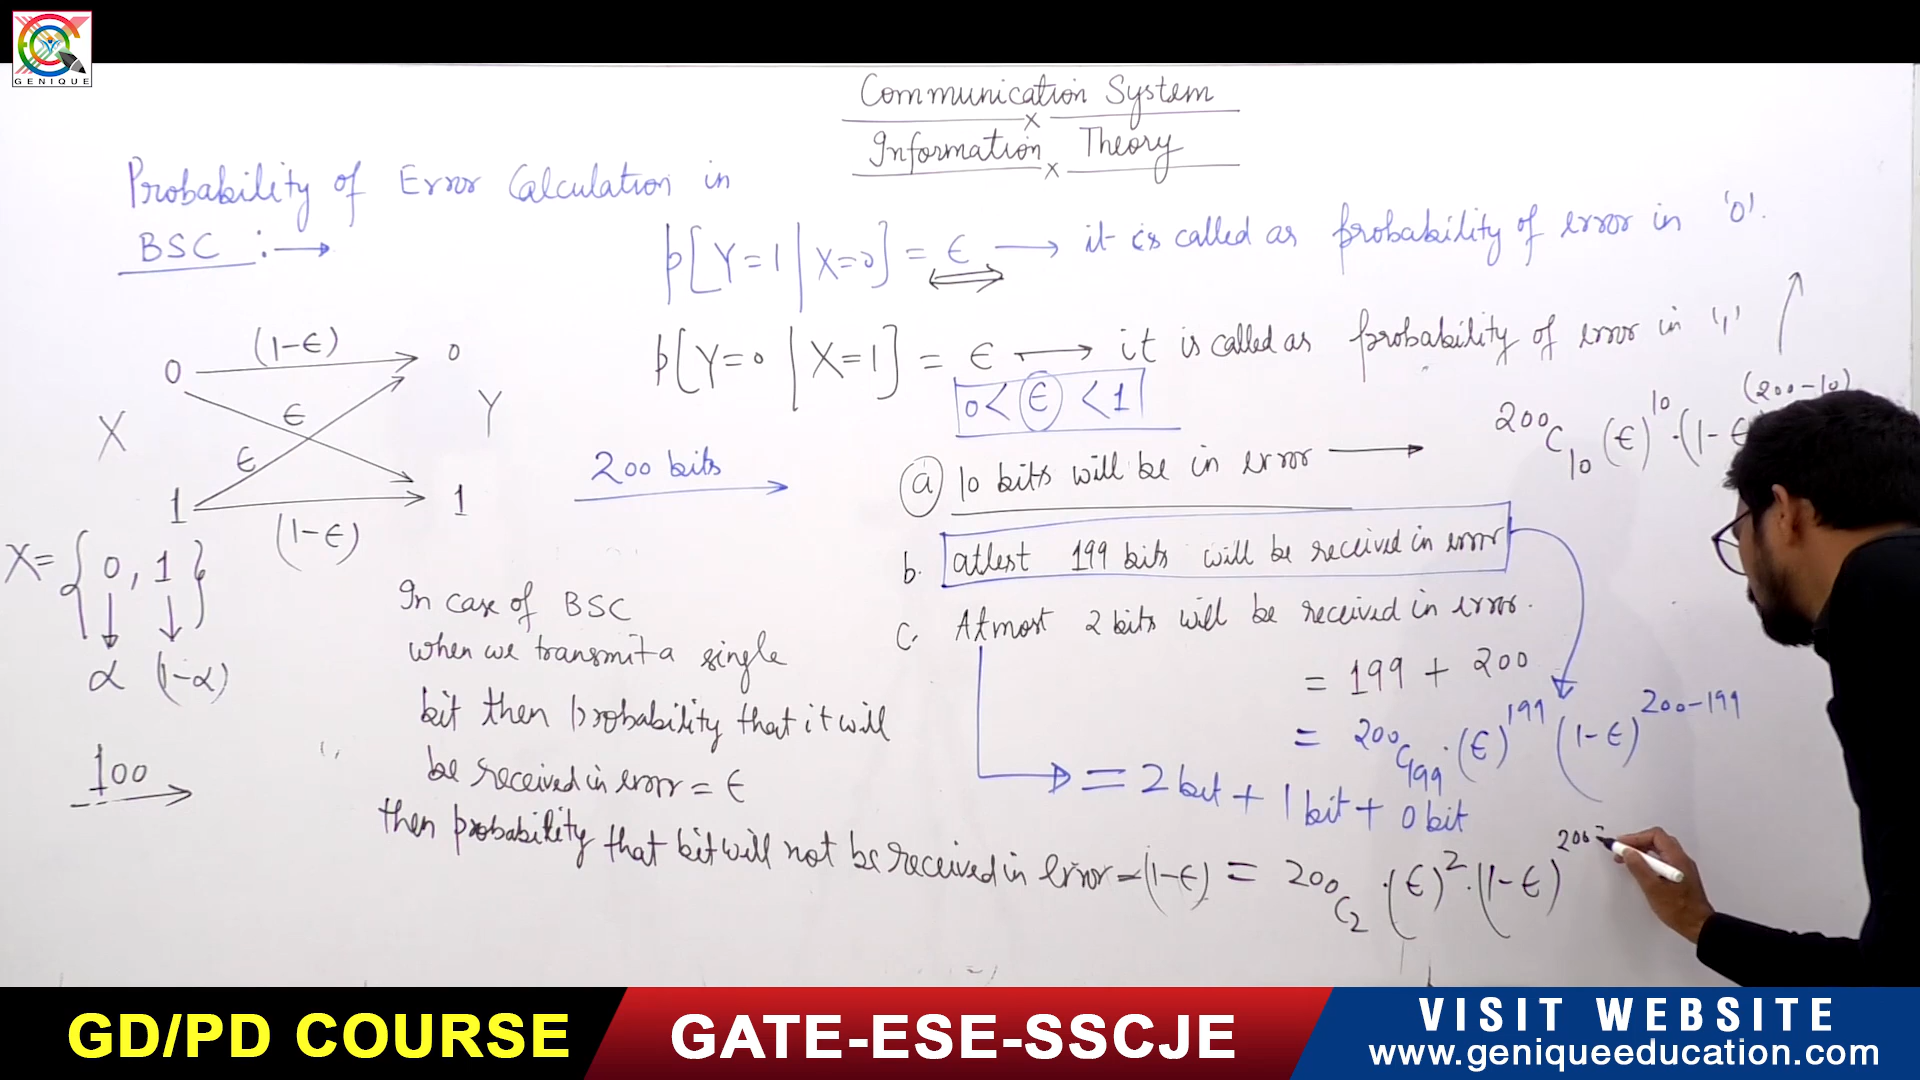 GENIQUE
Communication System
Information Theory
Probability of Error Calculation in
BSC :→
p[Y=1 | X=0] = ϵ → it is called as probability of error in '0'.
p[Y=0 | X=1] = ϵ → it is called as probability of error in '1'
0<ϵ<1
(1-ϵ)
0 0
ϵ
X Y
ϵ
1 1
(1-ϵ)
X= {0, 1}
α (1-α)
100
200 bits
(a) 10 bits will be in error → 200C10 (ϵ)^10 . (1-ϵ)^(200-10)
b. atlest 199 bits will be received in error
c. Atmost 2 bits will be received in error.
= 199 + 200
= 200C199 . (ϵ)^199 (1-ϵ)^200-199
= 2 bit + 1 bit + 0 bit
= 200C2 . (ϵ)^2 . (1-ϵ)^200-
In case of BSC
when we transmit a single
bit then probability that it will
be received in error = ϵ
then probability that bit will not be received in error = (1-ϵ)
GD/PD COURSE
GATE-ESE-SSCJE
VISIT WEBSITE
www.geniqueeducation.com